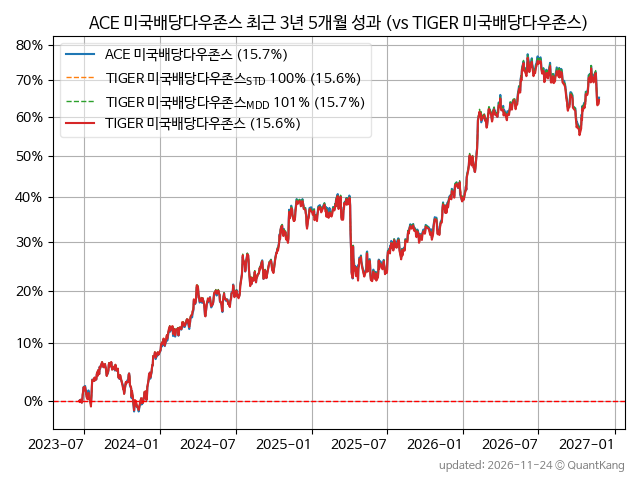 ACE 미국배당다우존스 최근 3년 5개월 성과 (vs TIGER 미국배당다우존스)
ACE 미국배당다우존스 (15.7%)
TIGER 미국배당다우존스STD 100% (15.6%)
TIGER 미국배당다우존스MDD 101% (15.7%)
TIGER 미국배당다우존스 (15.6%)
80%
70%
60%
50%
40%
30%
20%
10%
0%
2023-07 2024-01 2024-07 2025-01 2025-07 2026-01 2026-07 2027-01
updated: 2026-11-24 © QuantKang